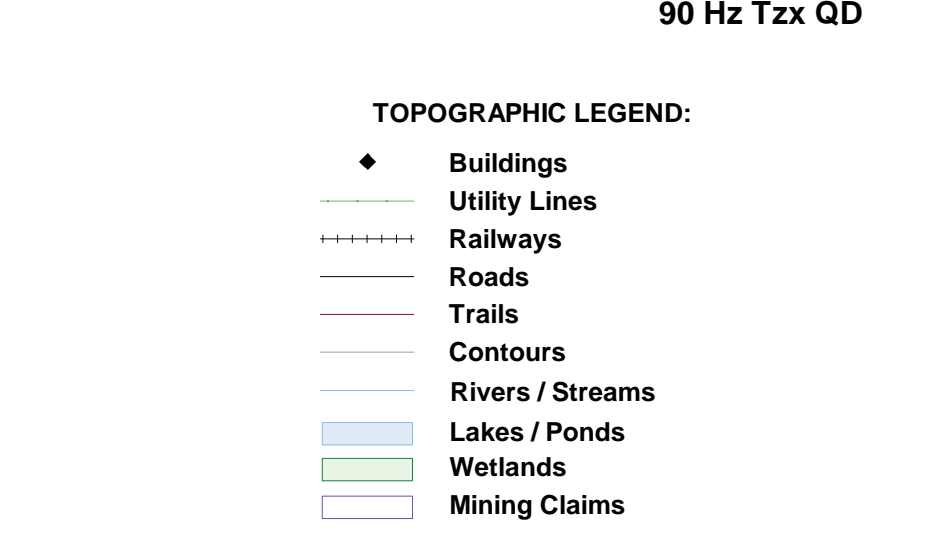 90 Hz Tzx QD
TOPOGRAPHIC LEGEND:
Buildings
Utility Lines
Railways
Roads
Trails
Contours
Rivers / Streams
Lakes / Ponds
Wetlands
Mining Claims